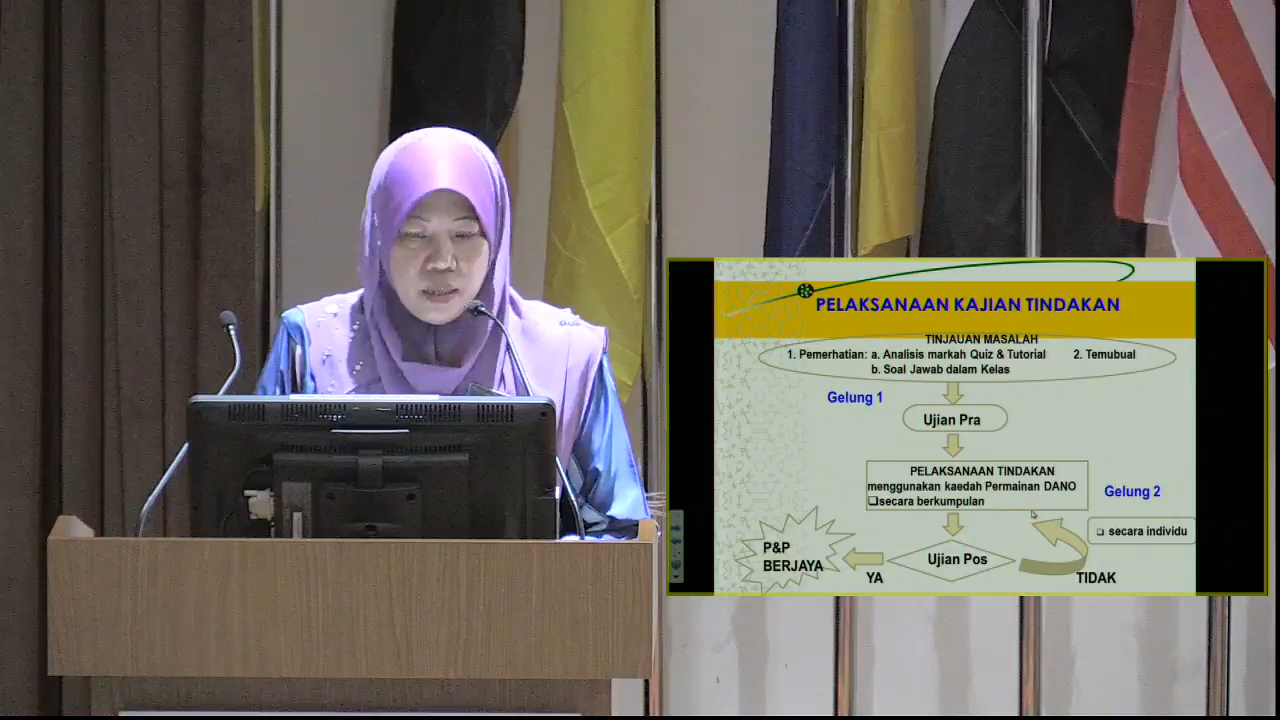 PELAKSANAAN KAJIAN TINDAKAN
TINJAUAN MASALAH
1. Pemerhatian: a. Analisis markah Quiz & Tutorial 2. Temubual
b. Soal Jawab dalam Kelas
Gelung 1
Ujian Pra
PELAKSANAAN TINDAKAN
menggunakan kaedah Permainan DANO
secara berkumpulan
Gelung 2
secara individu
Ujian Pos
P&P
BERJAYA
YA
TIDAK